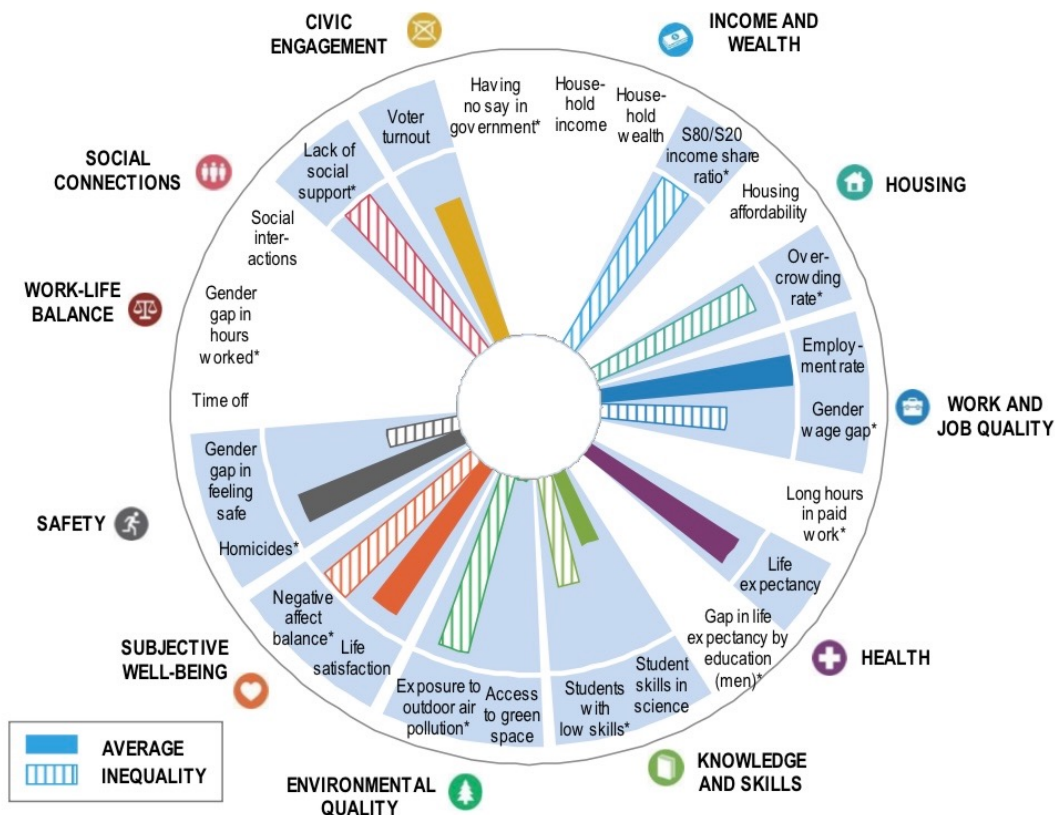 CIVIC
ENGAGEMENT
INCOME AND
WEALTH
Having
no say in
government*
House-
hold
income
House-
hold
wealth
Voter
turnout
S80/S20
income share
ratio*
Lack of
social
support*
SOCIAL
CONNECTIONS
HOUSING
Housing
affordability
Social
inter-
actions
Over-
crowding
rate*
WORK-LIFE
BALANCE
Gender
gap in
hours
worked*
Employ-
ment rate
Time off
Gender
wage gap*
WORK AND
JOB QUALITY
Gender
gap in
feeling
safe
Long hours
in paid
work*
SAFETY
Homicides*
Life
expectancy
Negative
affect
balance*
Gap in life
expectancy by
education
(men)*
SUBJECTIVE
WELL-BEING
Life
satisfaction
HEALTH
Exposure to
outdoor air
pollution*
Access
to green
space
Students
with
low skills*
Student
skills in
science
AVERAGE
INEQUALITY
ENVIRONMENTAL
QUALITY
KNOWLEDGE
AND SKILLS